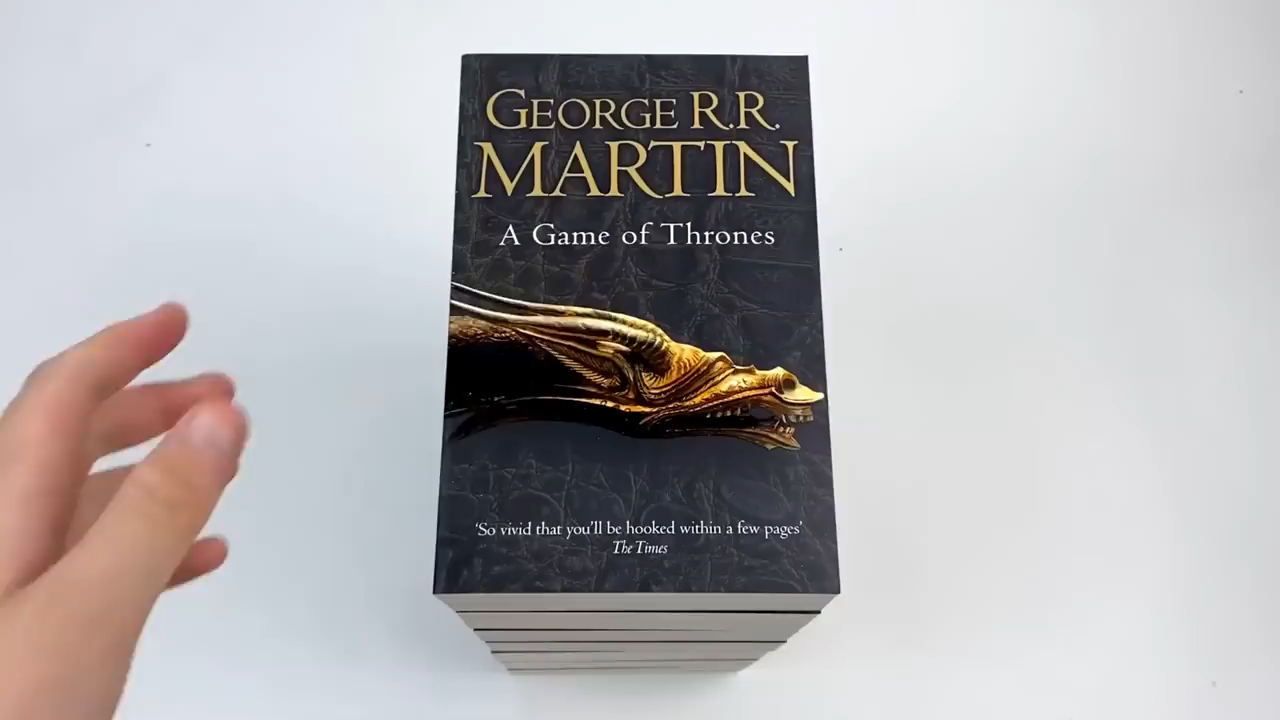 GEORGE R.R.
MARTIN
A Game of Thrones
‘So vivid that you’ll be hooked within a few pages’
The Times